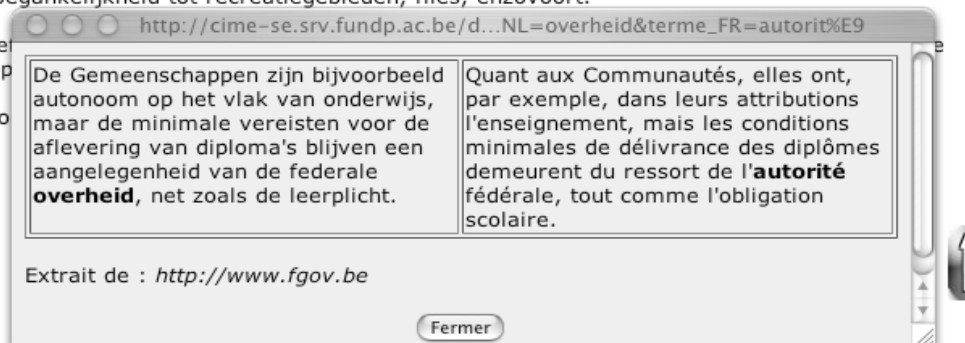 http://cime-se.srv.fundp.ac.be/d...NL=overheid&terme_FR=autorit%E9
De Gemeenschappen zijn bijvoorbeeld
autonoom op het vlak van onderwijs,
maar de minimale vereisten voor de
aflevering van diploma's blijven een
aangelegenheid van de federale
overheid, net zoals de leerplicht.
Quant aux Communautés, elles ont,
par exemple, dans leurs attributions
l'enseignement, mais les conditions
minimales de délivrance des diplômes
demeurent du ressort de l'autorité
fédérale, tout comme l'obligation
scolaire.
Extrait de : http://www.fgov.be
Fermer